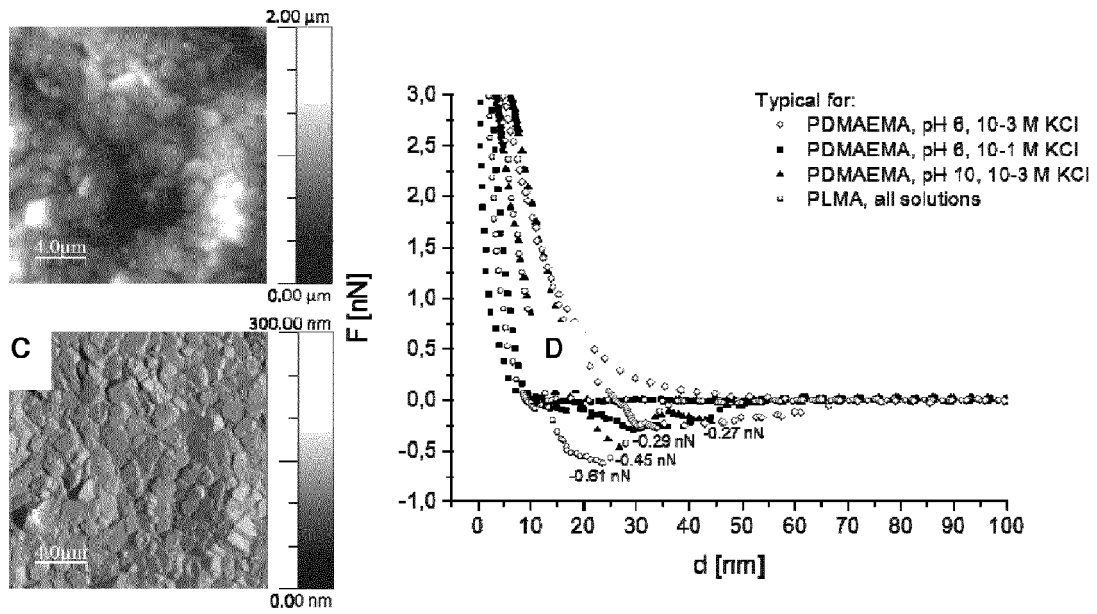 2.00 µm
4.0µm
0.00 µm
300.00 nm
C
4.0µm
0.00 nm
3,0
2,5
2,0
1,5
1,0
0,5
0,0
-0,5
-1,0
F [nN]
Typical for:
PDMAEMA, pH 6, 10-3 M KCl
PDMAEMA, pH 6, 10-1 M KCl
PDMAEMA, pH 10, 10-3 M KCl
PLMA, all solutions
D
-0.29 nN
-0.27 nN
-0.45 nN
-0.61 nN
0 10 20 30 40 50 60 70 80 90 100
d [nm]